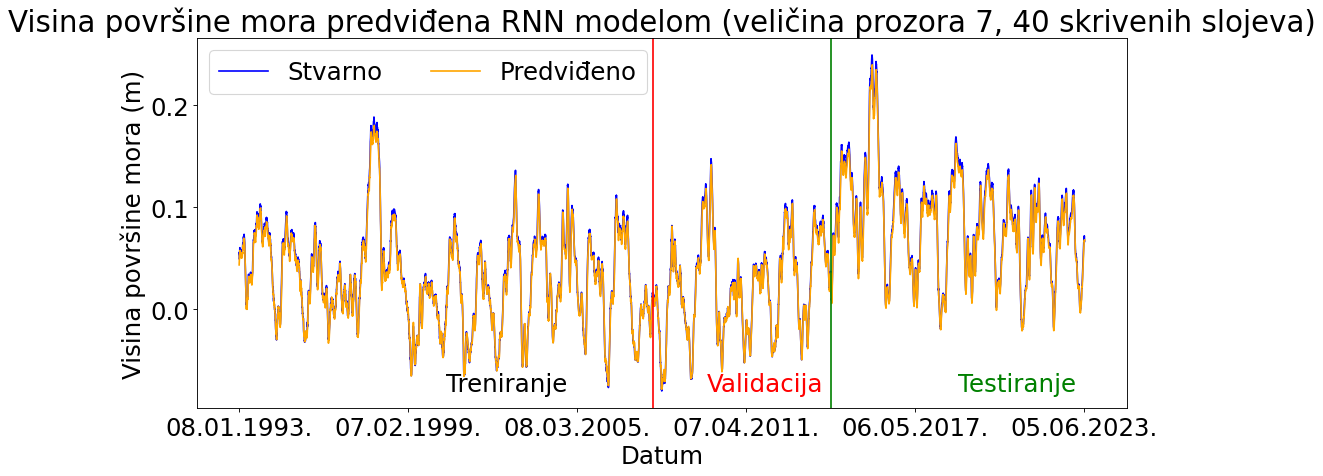 Visina površine mora predviđena RNN modelom (veličina prozora 7, 40 skrivenih slojeva)
Stvarno
Predviđeno
Visina površine mora (m)
0.2
0.1
0.0
Treniranje
Validacija
Testiranje
08.01.1993.
07.02.1999.
08.03.2005.
07.04.2011.
06.05.2017.
05.06.2023.
Datum